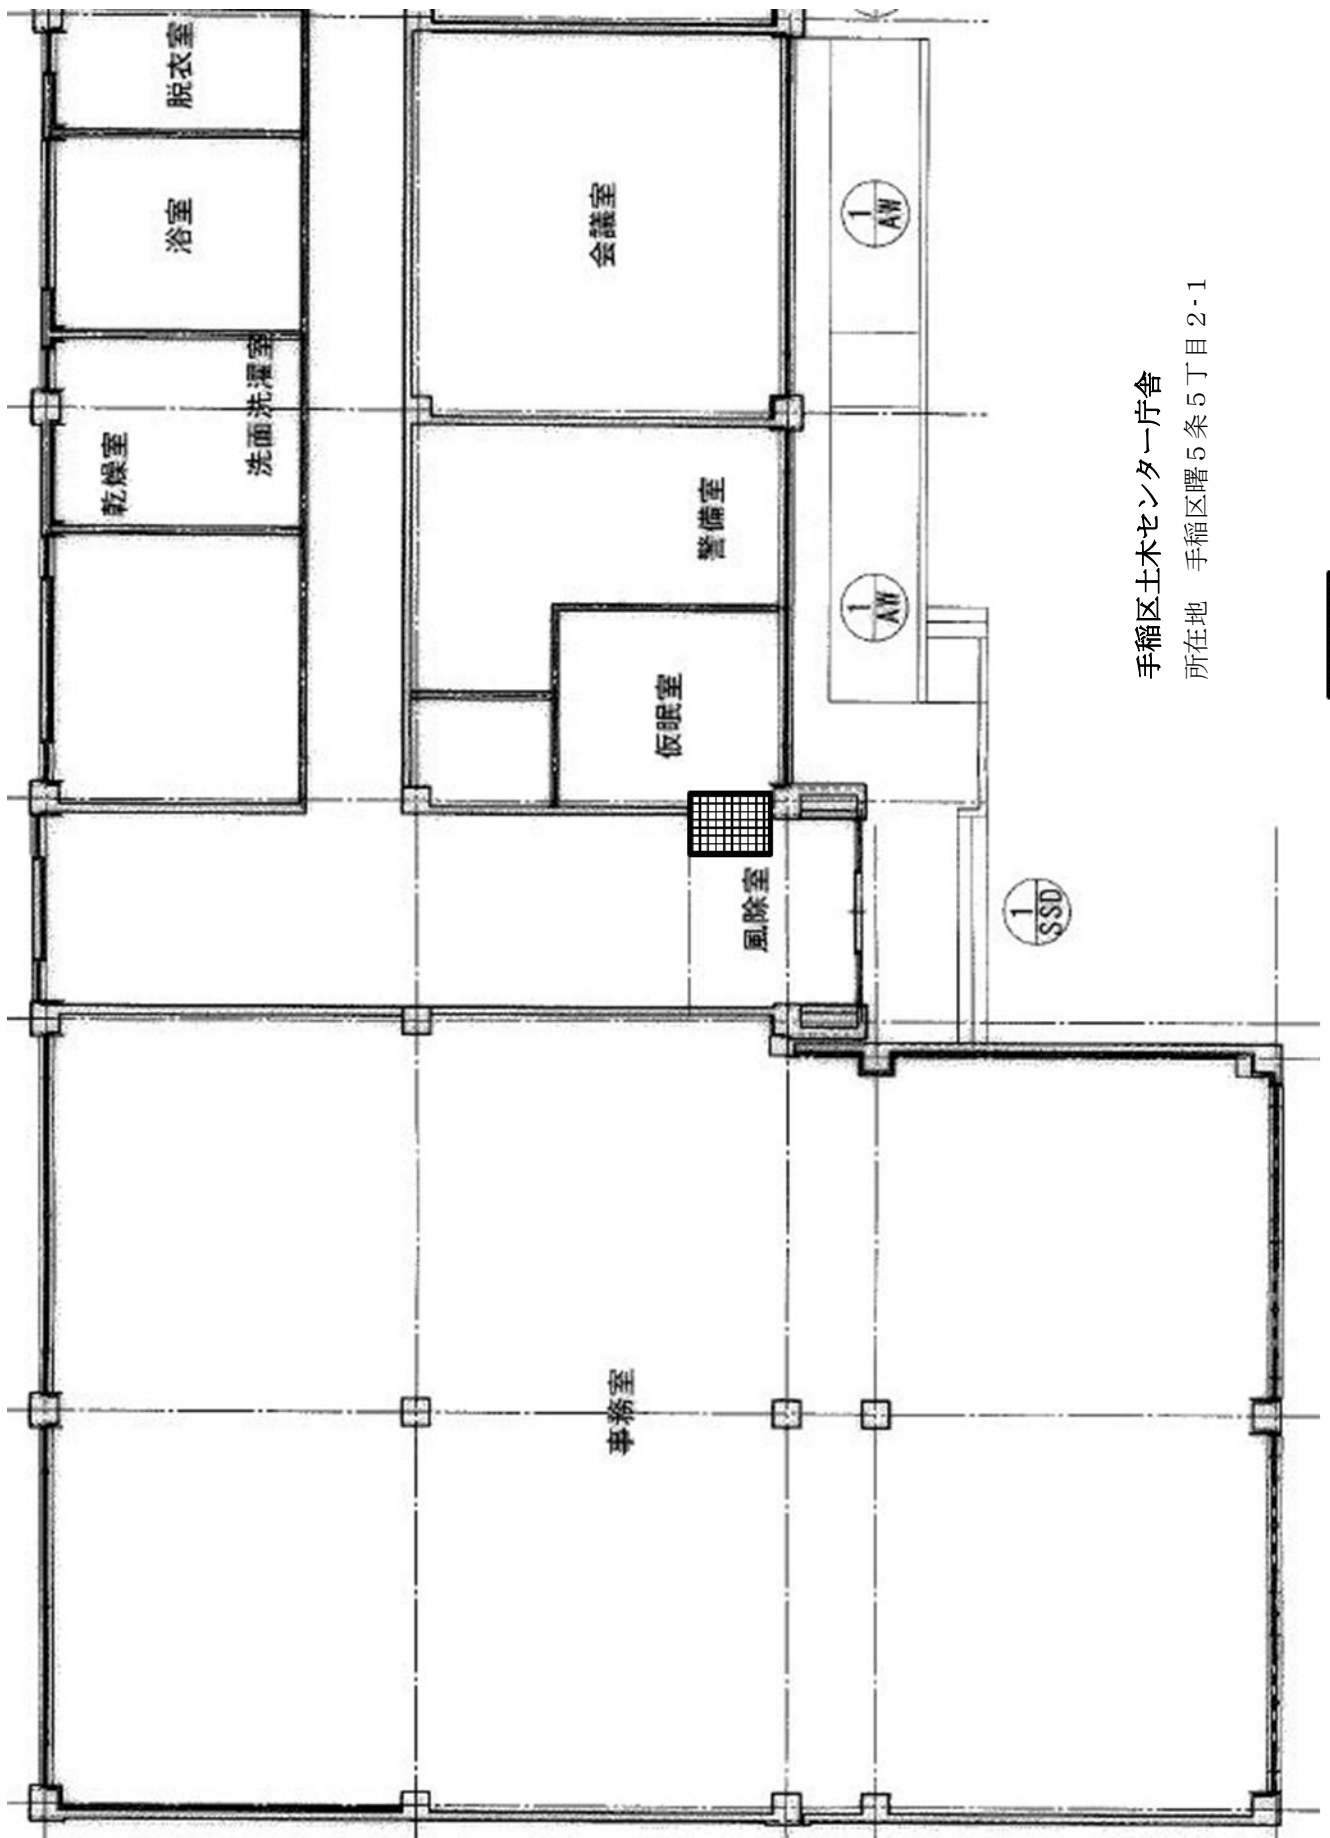 脱衣室
浴室
洗面洗濯室
乾燥室
会議室
警備室
仮眠室
風除室
事務室
1
AW
1
AW
1
SSD
手稲区土木センター庁舎
所在地 手稲区曙5条5丁目2-1